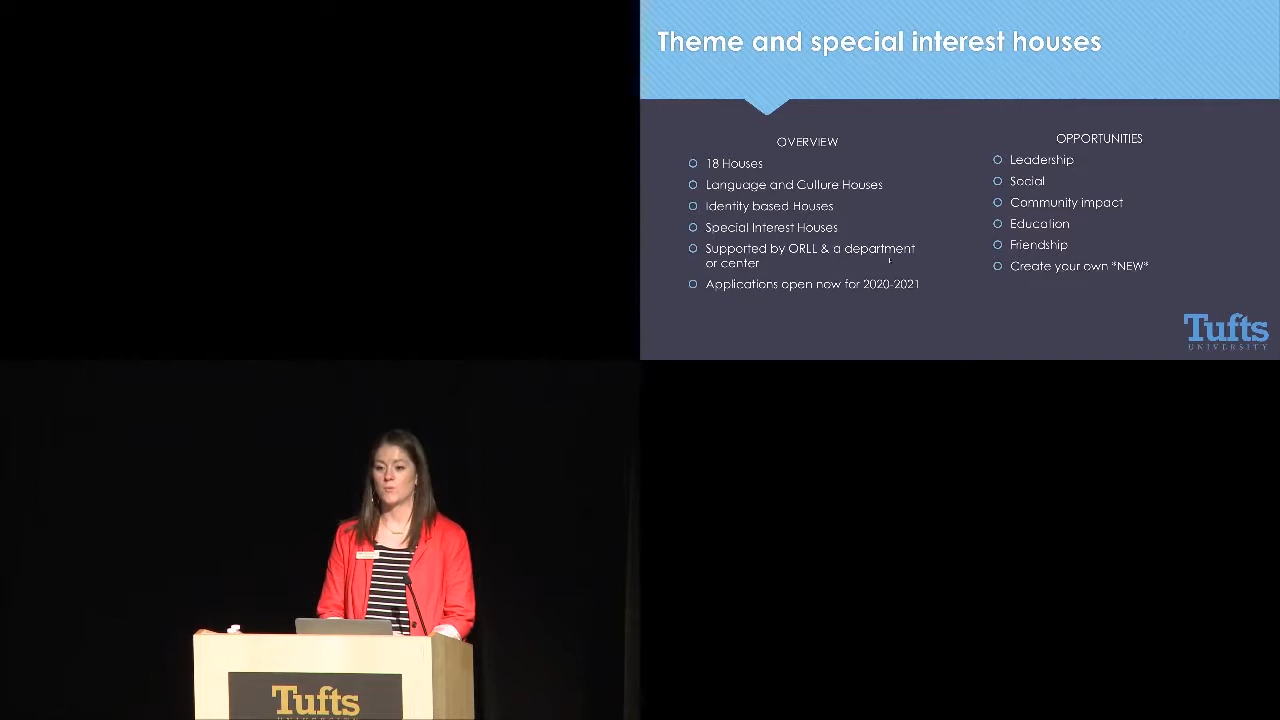 Theme and special interest houses
OVERVIEW
18 Houses
Language and Culture Houses
Identity based Houses
Special Interest Houses
Supported by ORLL & a department
or center
Applications open now for 2020-2021
OPPORTUNITIES
Leadership
Social
Community impact
Education
Friendship
Create your own *NEW*
Tufts
UNIVERSITY
Tufts
UNIVERSITY